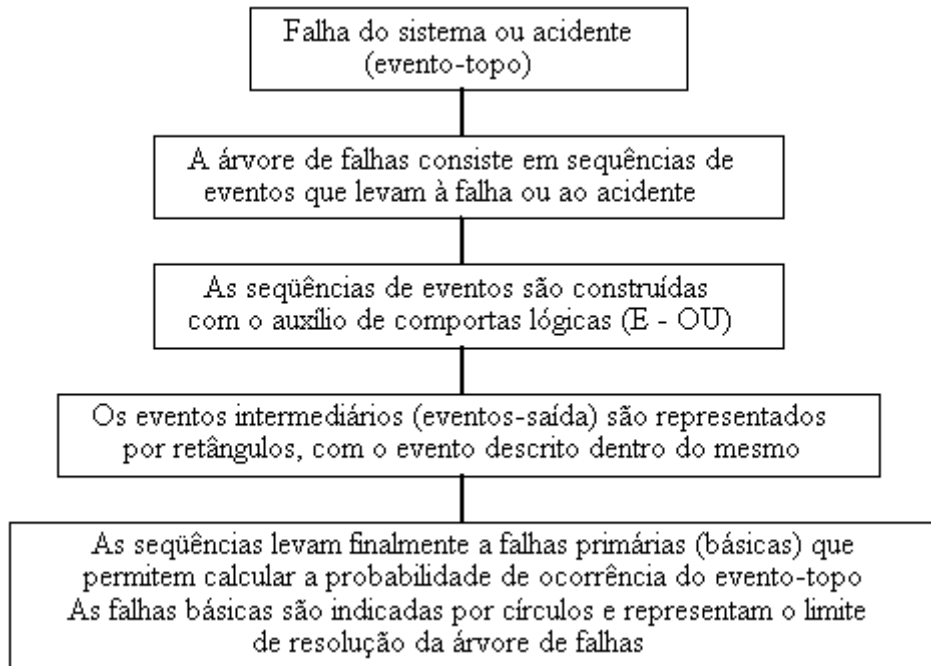 Falha do sistema ou acidente
(evento-topo)
A árvore de falhas consiste em sequências de
eventos que levam à falha ou ao acidente
As seqüências de eventos são construídas
com o auxílio de comportas lógicas (E - OU)
Os eventos intermediários (eventos-saída) são representados
por retângulos, com o evento descrito dentro do mesmo
As seqüências levam finalmente a falhas primárias (básicas) que
permitem calcular a probabilidade de ocorrência do evento-topo
As falhas básicas são indicadas por círculos e representam o limite
de resolução da árvore de falhas